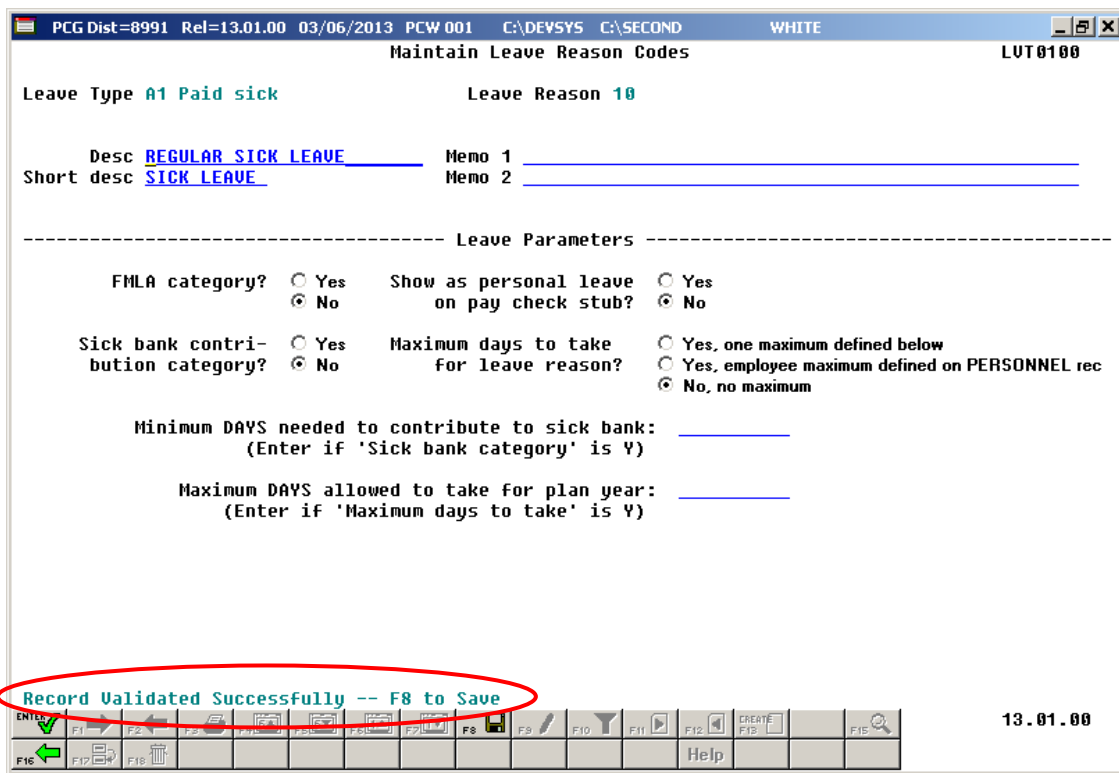 PCG Dist=8991 Rel=13.01.00 03/06/2013 PCW 001 C:\DEVSYS C:\SECOND WHITE
Maintain Leave Reason Codes LVT0100
Leave Type A1 Paid sick Leave Reason 10
Desc REGULAR SICK LEAVE Memo 1
Short desc SICK LEAVE Memo 2
Leave Parameters
FMLA category? Yes Show as personal leave Yes
No on pay check stub? No
Sick bank contri- Yes Maximum days to take Yes, one maximum defined below
bution category? No for leave reason? Yes, employee maximum defined on PERSONNEL rec
No, no maximum
Minimum DAYS needed to contribute to sick bank:
(Enter if 'Sick bank category' is Y)
Maximum DAYS allowed to take for plan year:
(Enter if 'Maximum days to take' is Y)
Record Validated Successfully -- F8 to Save
ENTER F1 F2 F3 F4 F5 F6 F7 F8 F9 F10 F11 F12 CREATE F13 F15 13.01.00
F16 F17 F18 Help